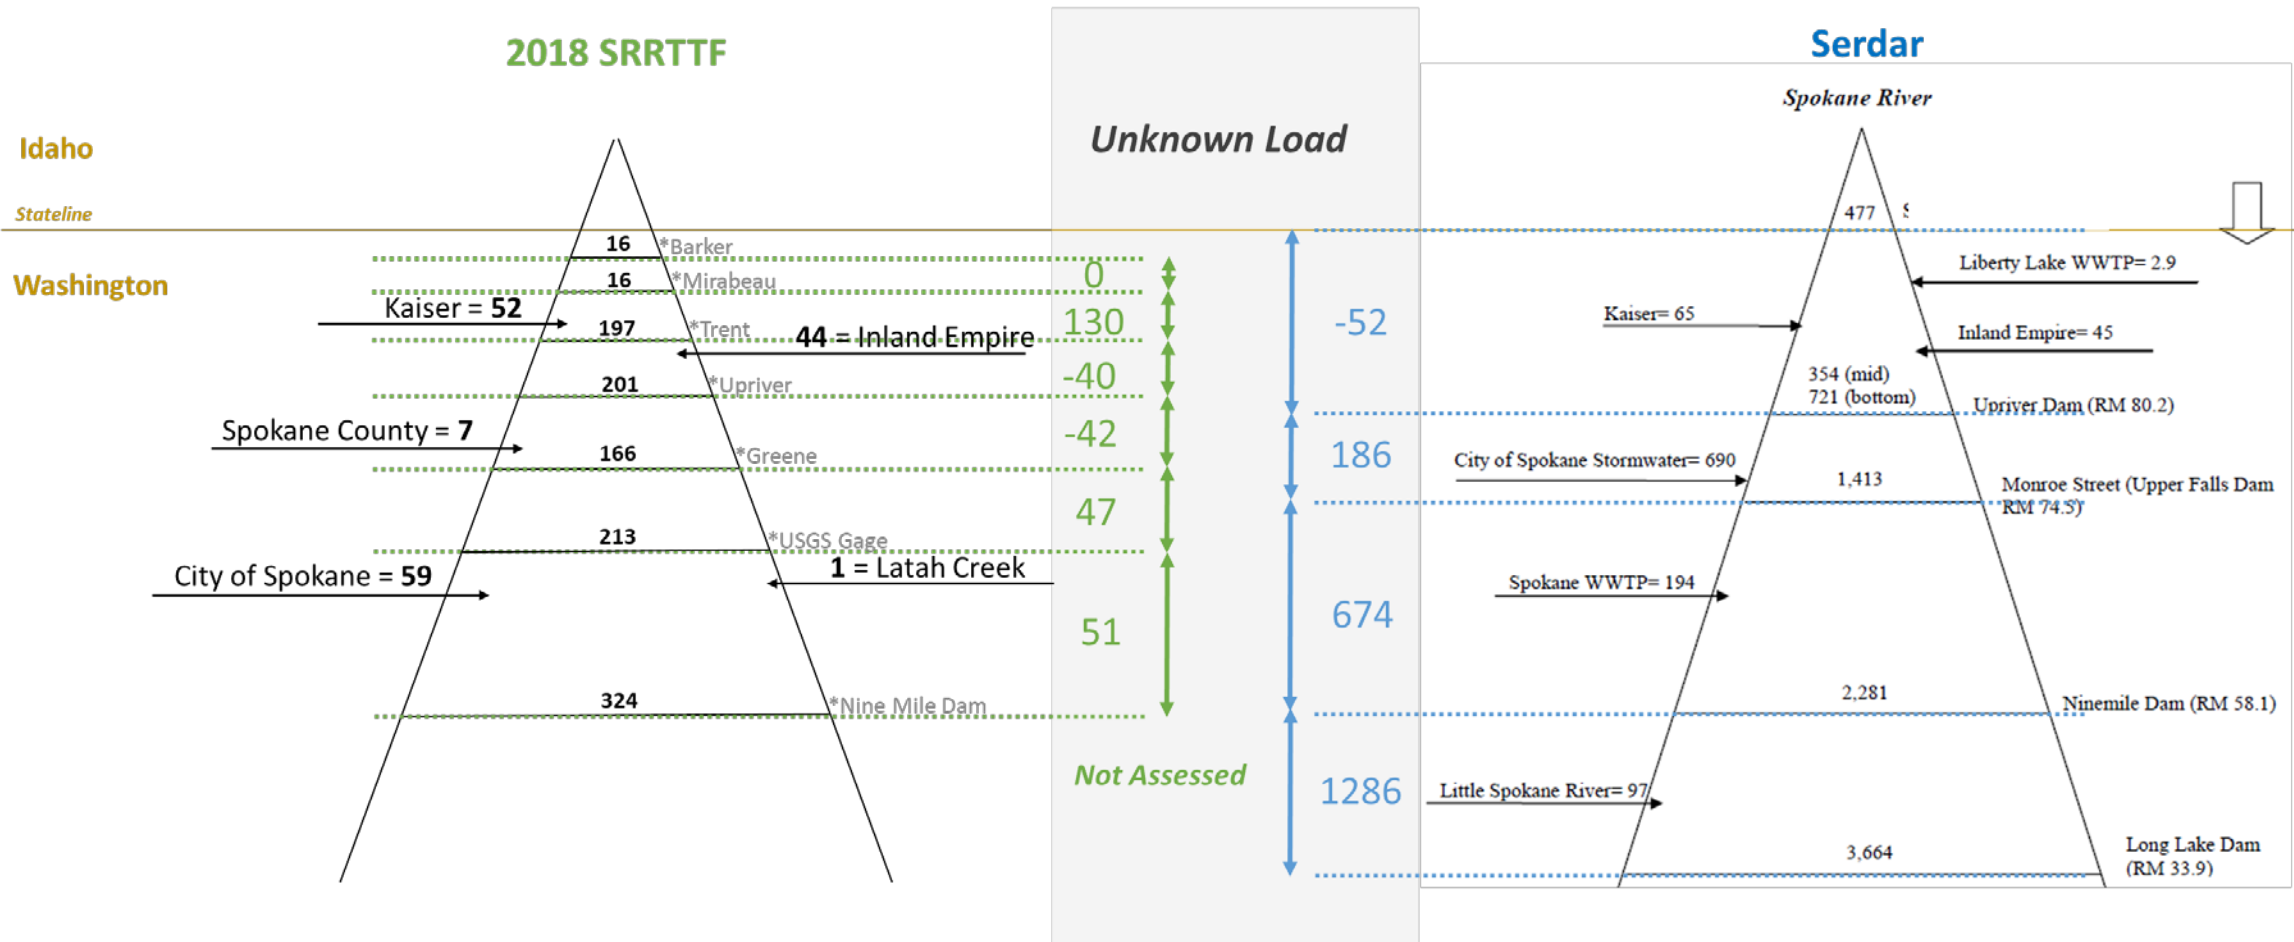 2018 SRRTTF
Idaho
Stateline
Washington
16
*Barker
16
*Mirabeau
Kaiser = 52
197
*Trent
44 = Inland Empire
201
*Upriver
Spokane County = 7
166
*Greene
213
*USGS Gage
City of Spokane = 59
1 = Latah Creek
324
*Nine Mile Dam
Unknown Load
0
130
-40
-42
47
51
Not Assessed
-52
186
674
1286
Serdar
Spokane River
477
Liberty Lake WWTP= 2.9
Kaiser= 65
Inland Empire= 45
354 (mid)
721 (bottom)
Upriver Dam (RM 80.2)
City of Spokane Stormwater= 690
1,413
Monroe Street (Upper Falls Dam
RM 74.5)
Spokane WWTP= 194
2,281
Ninemile Dam (RM 58.1)
Little Spokane River= 97
3,664
Long Lake Dam
(RM 33.9)